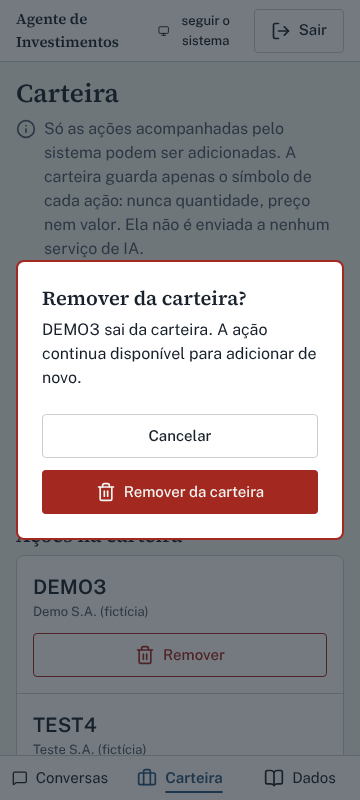 Agente de
Investimentos
seguir o
sistema
Sair
Carteira
Só as ações acompanhadas pelo
sistema podem ser adicionadas. A
carteira guarda apenas o símbolo de
cada ação: nunca quantidade, preço
nem valor. Ela não é enviada a nenhum
serviço de IA.
Remover da carteira?
DEMO3 sai da carteira. A ação
continua disponível para adicionar de
novo.
Cancelar
Remover da carteira
Ações na carteira
DEMO3
Demo S.A. (fictícia)
Remover
TEST4
Teste S.A. (fictícia)
Conversas
Carteira
Dados